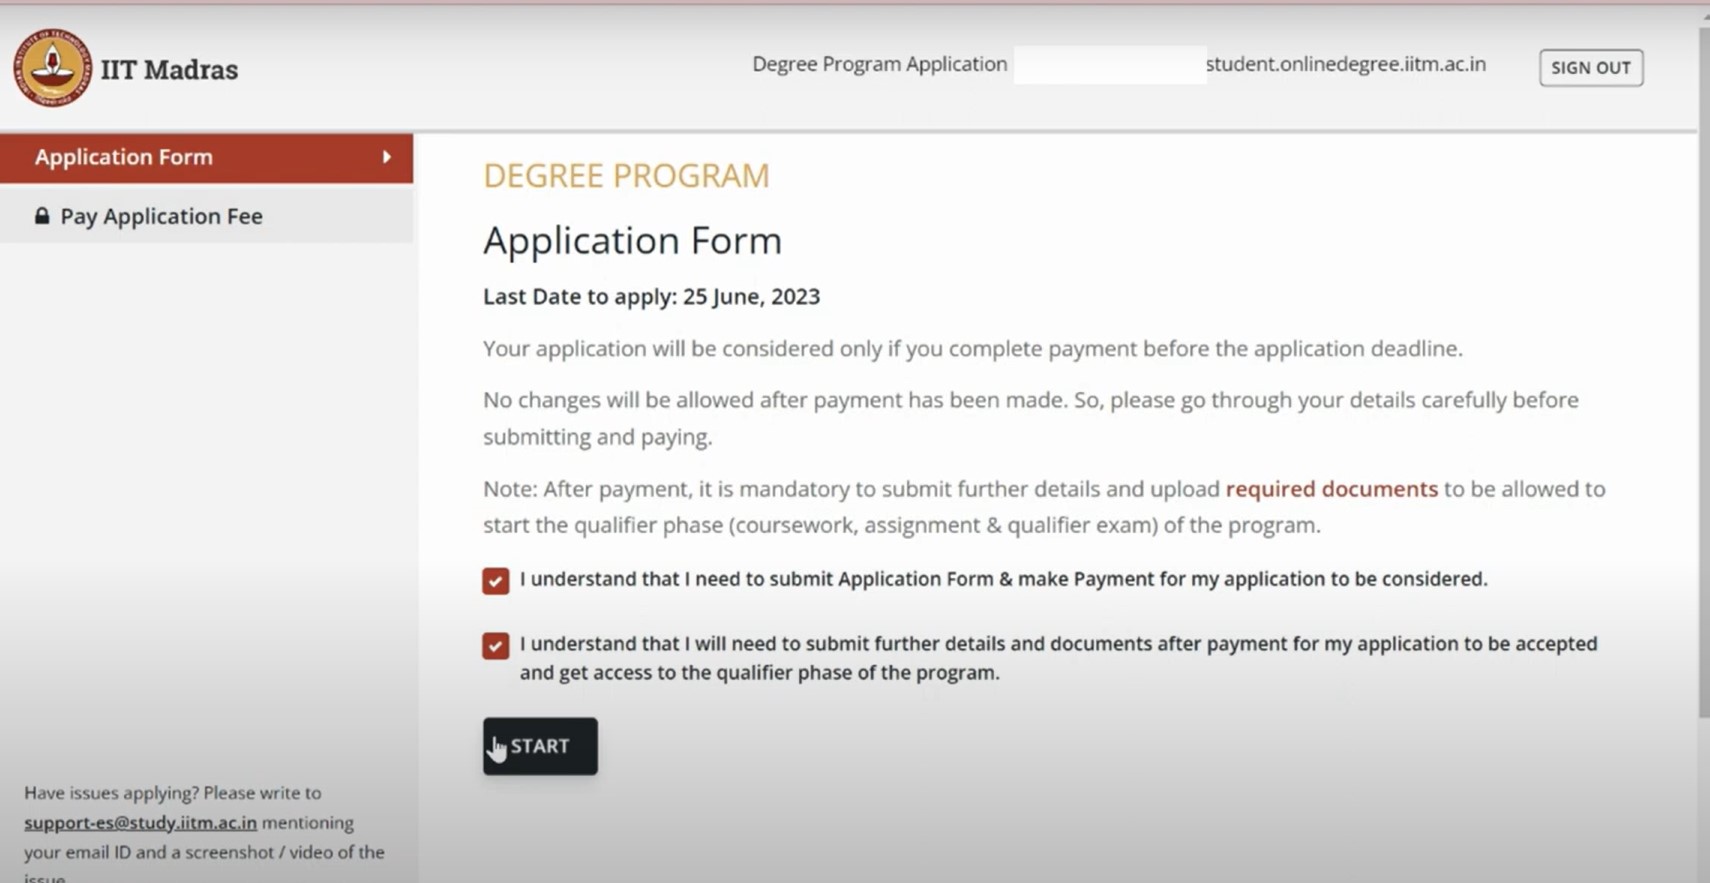 IIT Madras
Degree Program Application
student.onlinedegree.iitm.ac.in
SIGN OUT
Application Form
Pay Application Fee
DEGREE PROGRAM
Application Form
Last Date to apply: 25 June, 2023
Your application will be considered only if you complete payment before the application deadline.
No changes will be allowed after payment has been made. So, please go through your details carefully before
submitting and paying.
Note: After payment, it is mandatory to submit further details and upload required documents to be allowed to
start the qualifier phase (coursework, assignment & qualifier exam) of the program.
I understand that I need to submit Application Form & make Payment for my application to be considered.
I understand that I will need to submit further details and documents after payment for my application to be accepted
and get access to the qualifier phase of the program.
START
Have issues applying? Please write to
support-es@study.iitm.ac.in mentioning
your email ID and a screenshot / video of the
issue